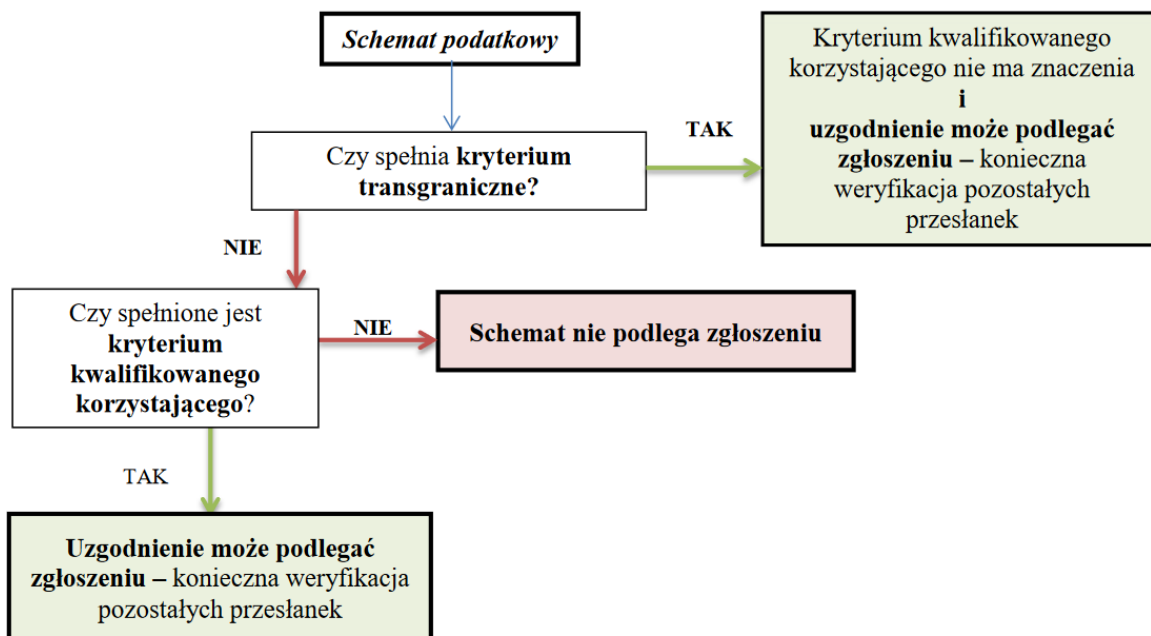 Schemat podatkowy
Kryterium kwalifikowanego
korzystającego nie ma znaczenia
i
uzgodnienie może podlegać
zgłoszeniu – konieczna
weryfikacja pozostałych
przesłanek
TAK
Czy spełnia kryterium
transgraniczne?
NIE
Czy spełnione jest
kryterium
kwalifikowanego
korzystającego?
NIE
Schemat nie podlega zgłoszeniu
TAK
Uzgodnienie może podlegać
zgłoszeniu – konieczna weryfikacja
pozostałych przesłanek